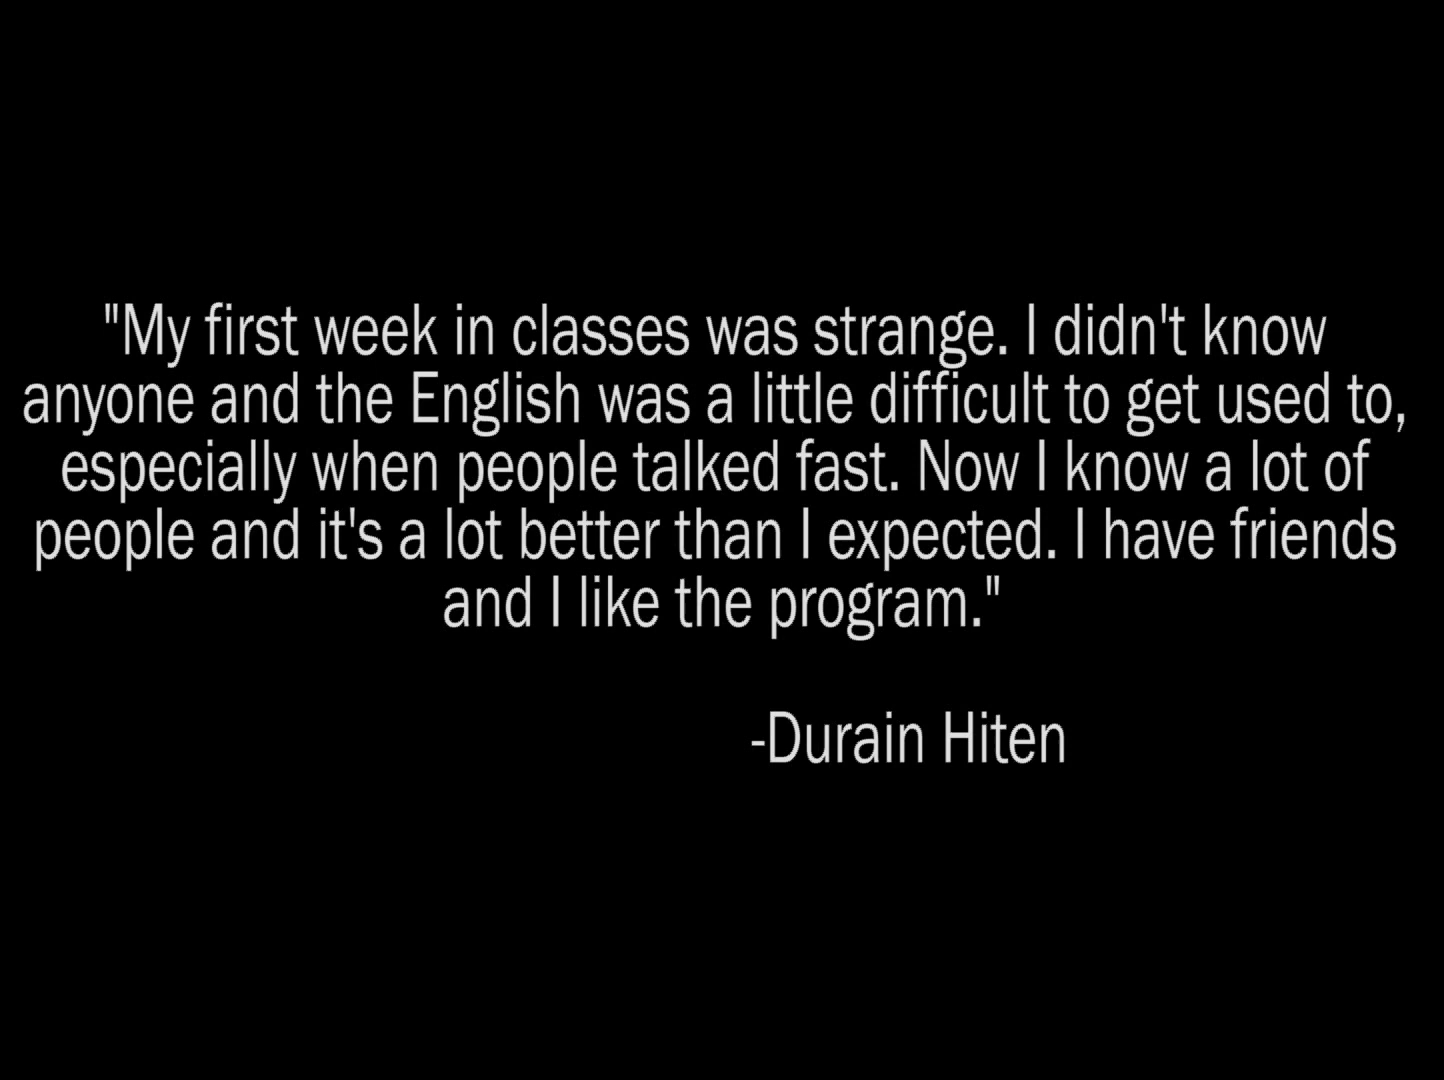 "My first week in classes was strange. I didn't know
anyone and the English was a little difficult to get used to,
especially when people talked fast. Now I know a lot of
people and it's a lot better than I expected. I have friends
and I like the program."
-Durain Hiten